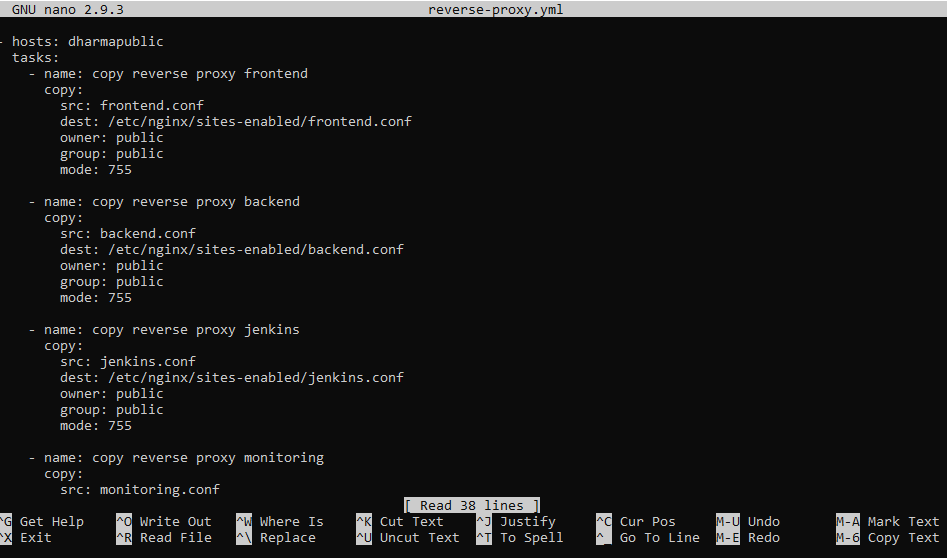 GNU nano 2.9.3 reverse-proxy.yml
- hosts: dharmapublic
  tasks:
    - name: copy reverse proxy frontend
      copy:
        src: frontend.conf
        dest: /etc/nginx/sites-enabled/frontend.conf
        owner: public
        group: public
        mode: 755

    - name: copy reverse proxy backend
      copy:
        src: backend.conf
        dest: /etc/nginx/sites-enabled/backend.conf
        owner: public
        group: public
        mode: 755

    - name: copy reverse proxy jenkins
      copy:
        src: jenkins.conf
        dest: /etc/nginx/sites-enabled/jenkins.conf
        owner: public
        group: public
        mode: 755

    - name: copy reverse proxy monitoring
      copy:
        src: monitoring.conf
[ Read 38 lines ]
^G Get Help ^O Write Out ^W Where Is ^K Cut Text ^J Justify ^C Cur Pos M-U Undo M-A Mark Text
^X Exit ^R Read File ^\ Replace ^U Uncut Text ^T To Spell ^_ Go To Line M-E Redo M-6 Copy Text